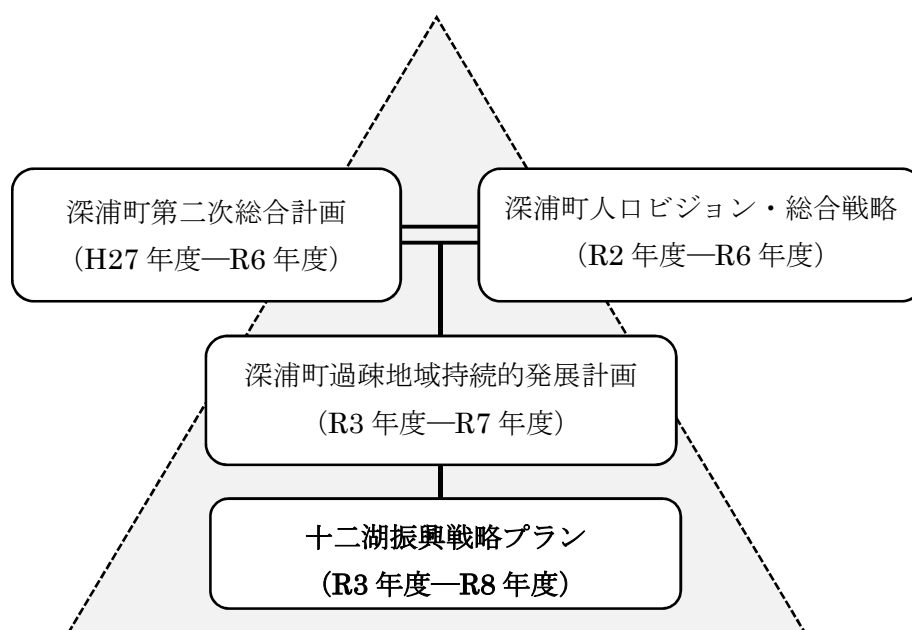 深浦町第二次総合計画
（H27 年度―R6 年度）
深浦町人口ビジョン・総合戦略
（R2 年度―R6 年度）
深浦町過疎地域持続的発展計画
（R3 年度―R7 年度）
十二湖振興戦略プラン
（R3 年度―R8 年度）